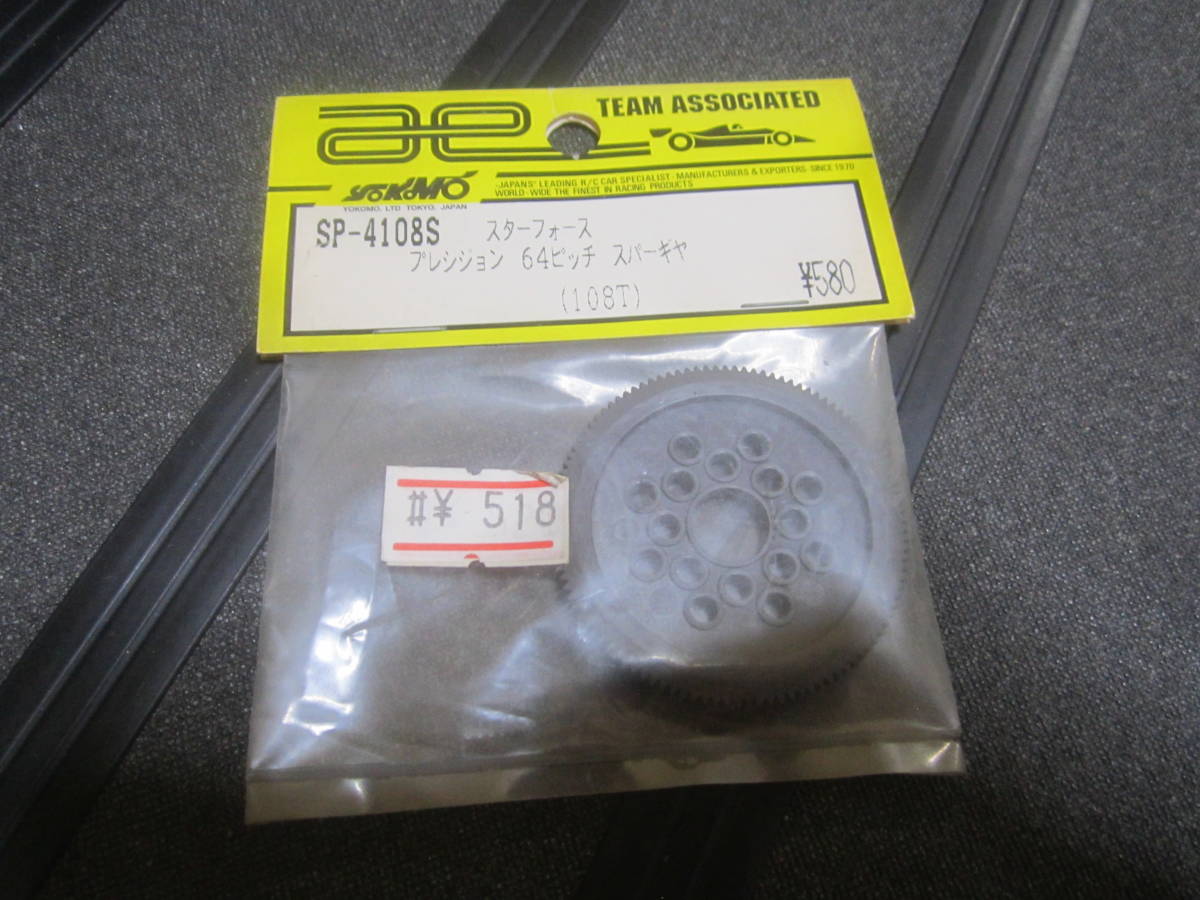 ae
TEAM ASSOCIATED
YOKOMO
YOKOMO, LTD TOKYO, JAPAN
"JAPANS" LEADING R/C CAR SPECIALIST · MANUFACTURERS & EXPORTERS SINCE 1970
WORLD-WIDE THE FINEST IN RACING PRODUCTS
SP-4108S スターフォース
プレシジョン 64ピッチ スパーギヤ
(108T)
¥580
#¥ 518